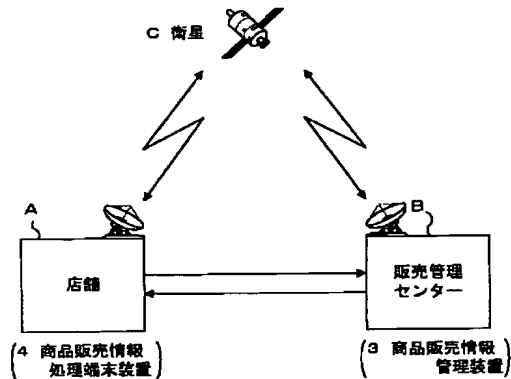 C 衛星
A
B
店舗
販売管理
センター
(4 商品販売情報
処理端末装置)
(3 商品販売情報
管理装置)